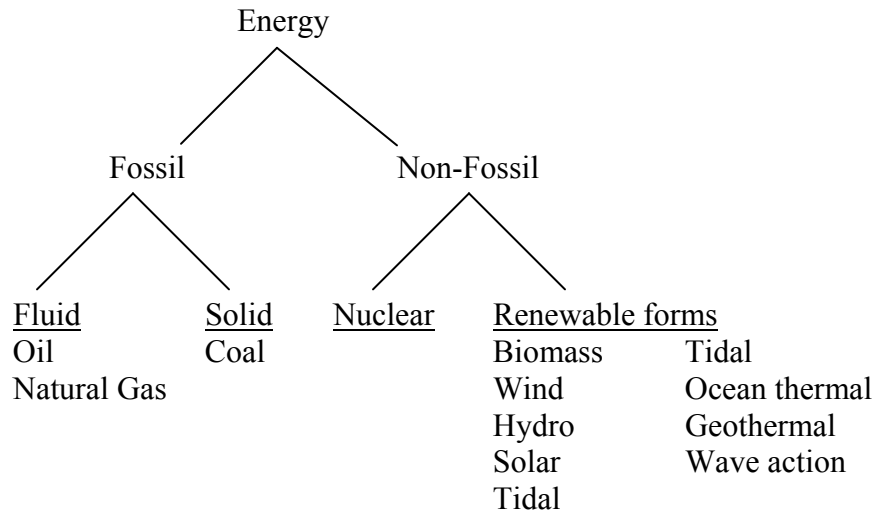 Energy
Fossil
Non-Fossil
Fluid
Oil
Natural Gas
Solid
Coal
Nuclear
Renewable forms
Biomass
Wind
Hydro
Solar
Tidal
Tidal
Ocean thermal
Geothermal
Wave action